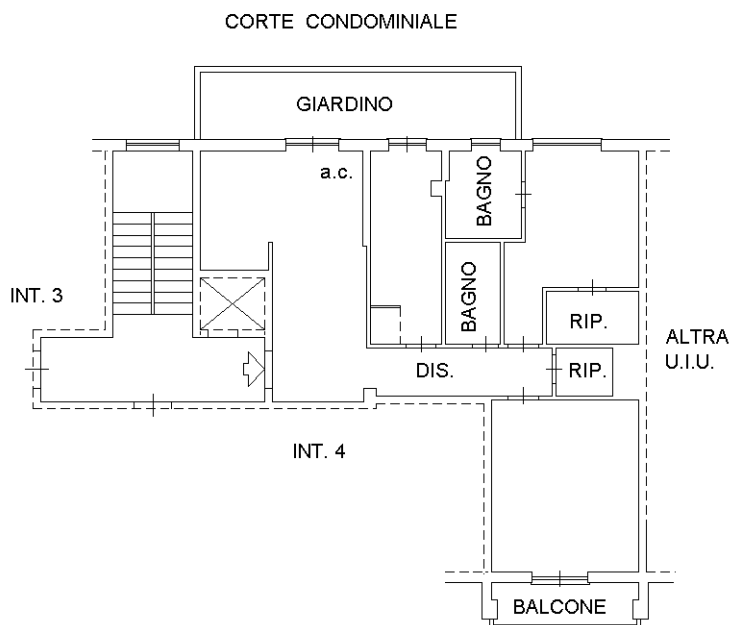 CORTE CONDOMINIALE
GIARDINO
a.c.
BAGNO
BAGNO
INT. 3
RIP.
ALTRA
U.I.U.
DIS.
RIP.
INT. 4
BALCONE